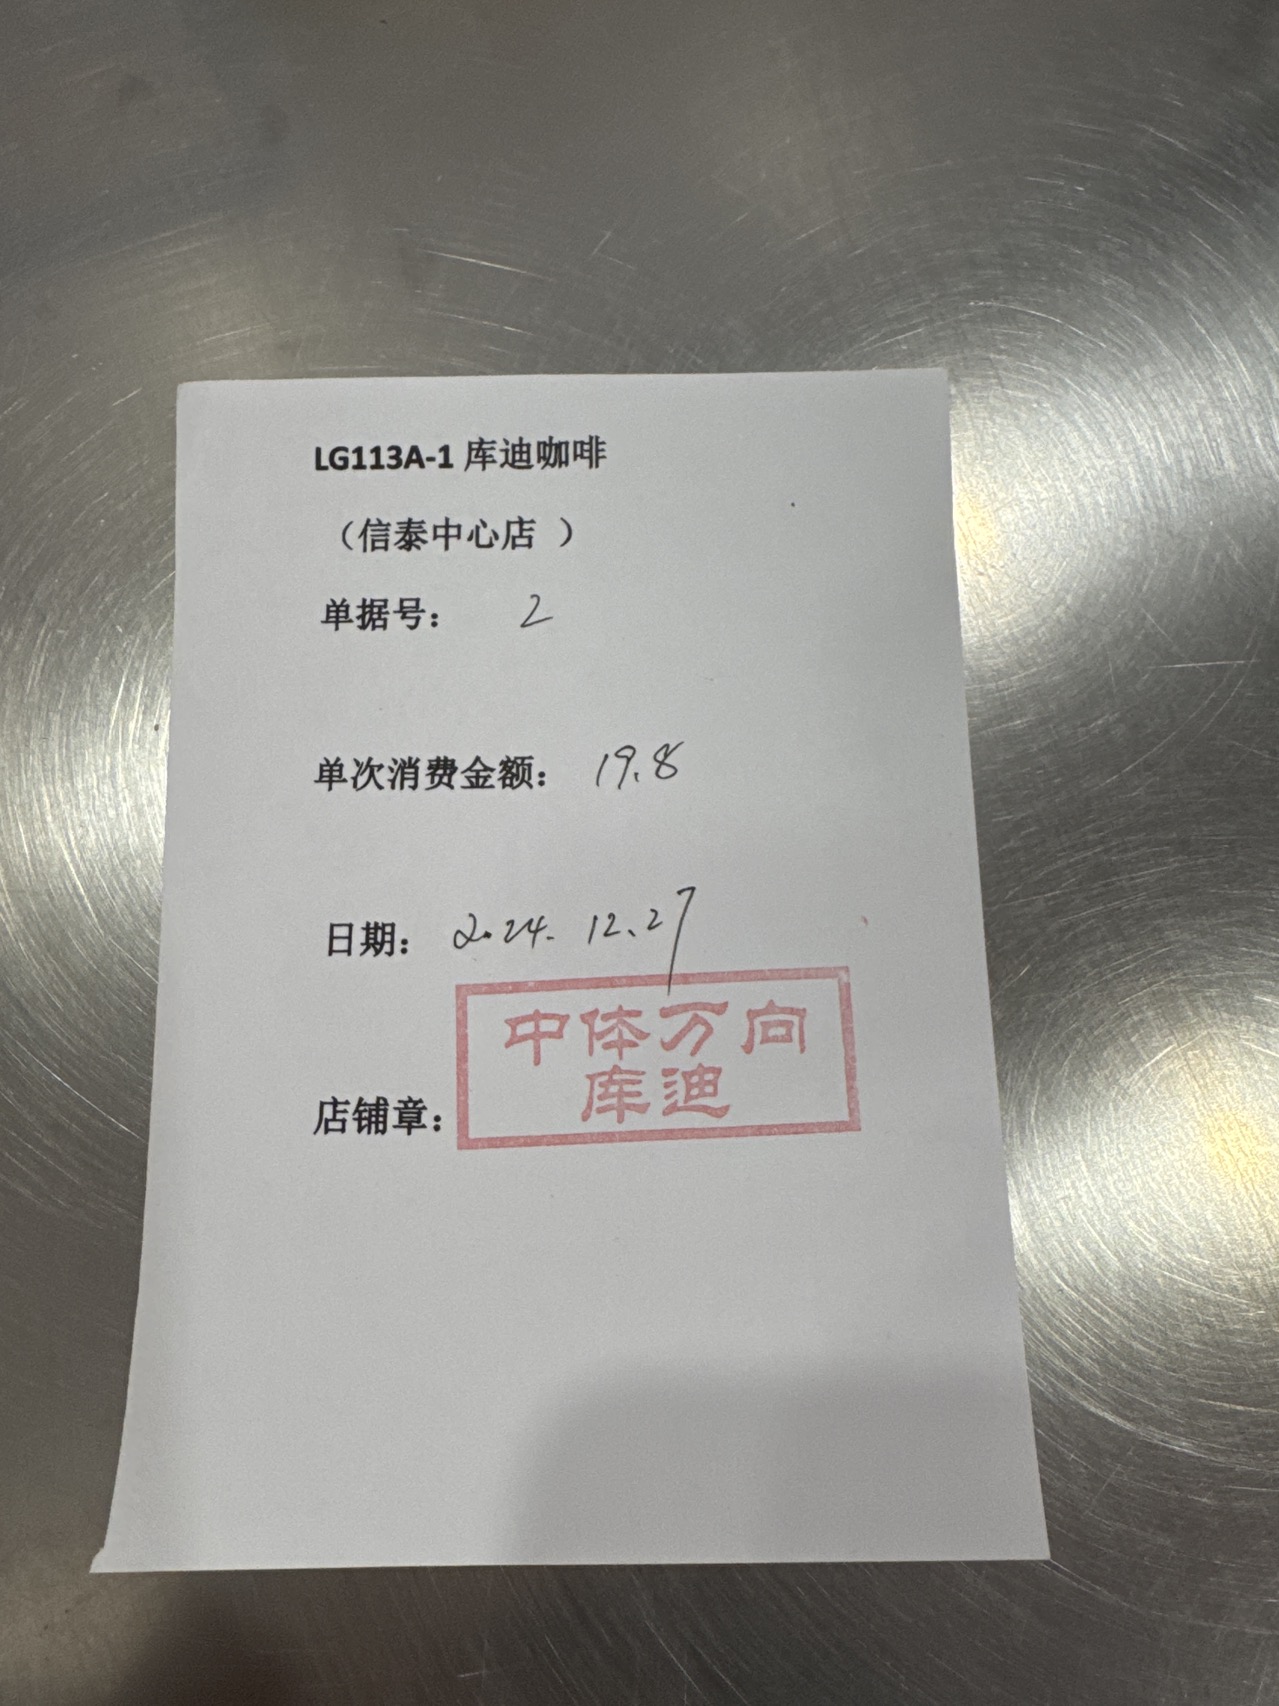 LG113A-1 库迪咖啡
（信泰中心店 ）
单据号： 2
单次消费金额： 19.8
日期： 2024. 12.27
中体万向
库迪
店铺章：